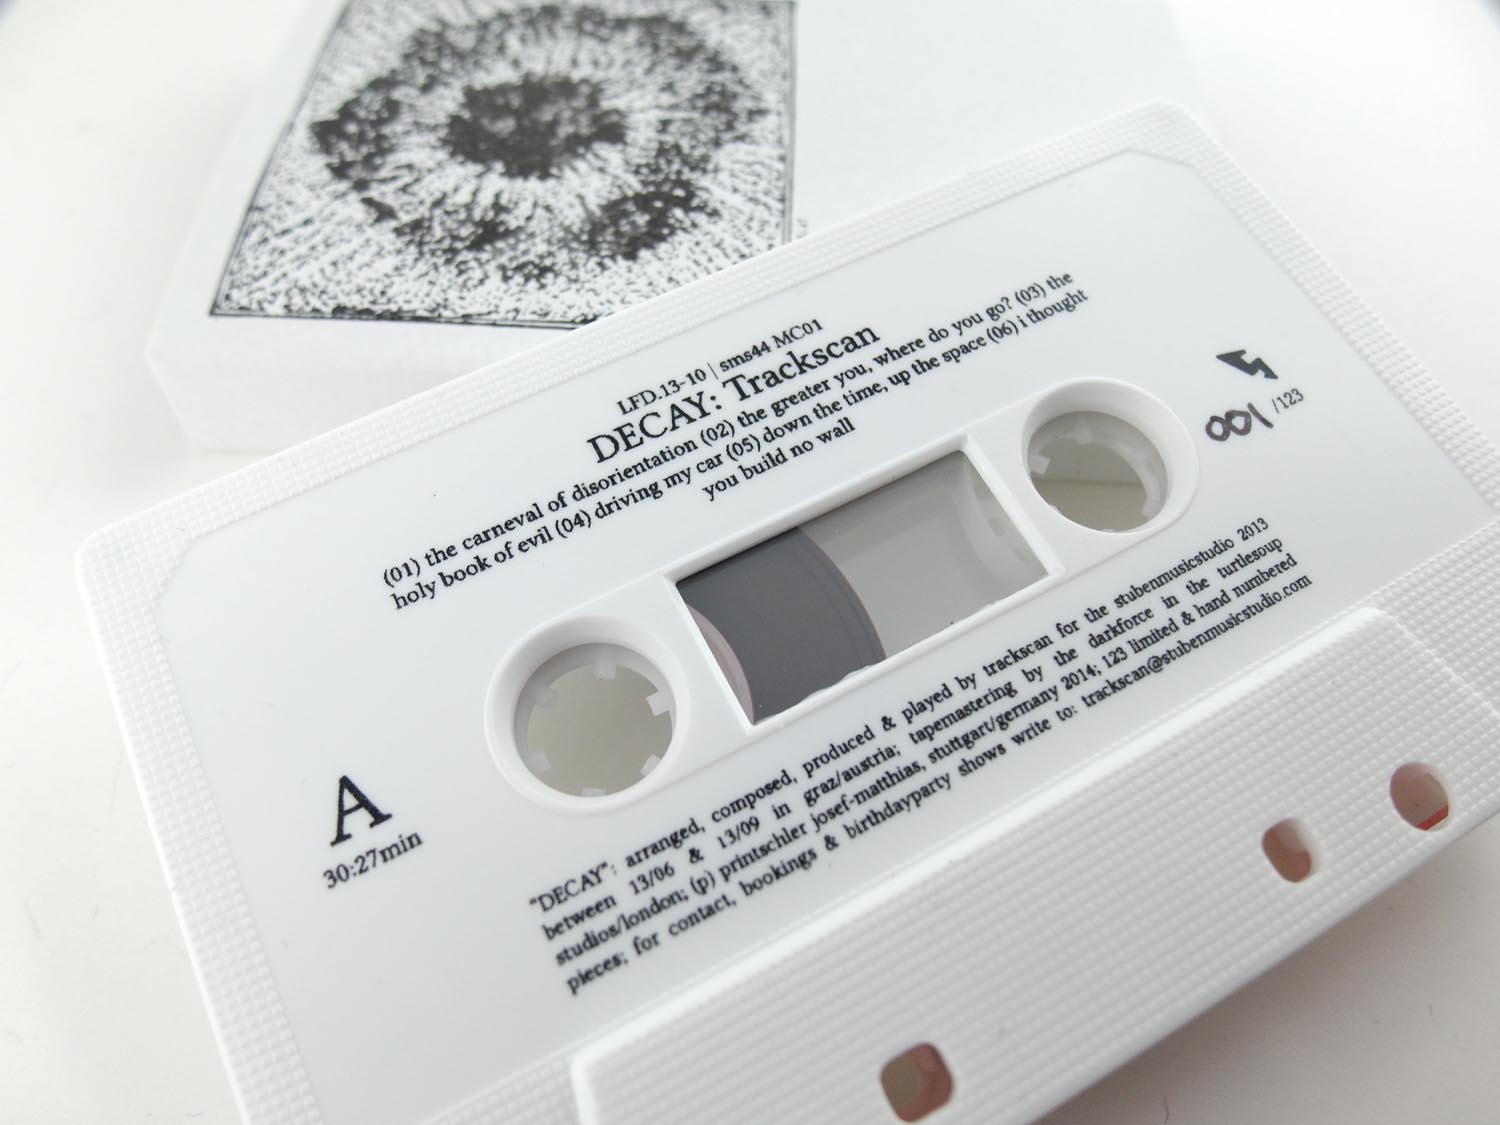 LFD.13-10 | sms44 MC01
DECAY: Trackscan
(01) the carneval of disorientation (02) the greater you, where do you go? (03) the
holy book of evil (04) driving my car (05) down the time, up the space (06) i thought
you build no wall
001 /123
A
30:27min
"DECAY": arranged, composed, produced & played by trackscan for the stubenmusicstudio 2013
between 13/06 & 13/09 in graz/austria; tapemastering by the darkforce in the turtlesoup
studios/london; (p) printschler josef-matthias, stuttgart/germany 2014; 123 limited & hand numbered
pieces; for contact, bookings & birthdayparty shows write to: trackscan@stubenmusicstudio.com